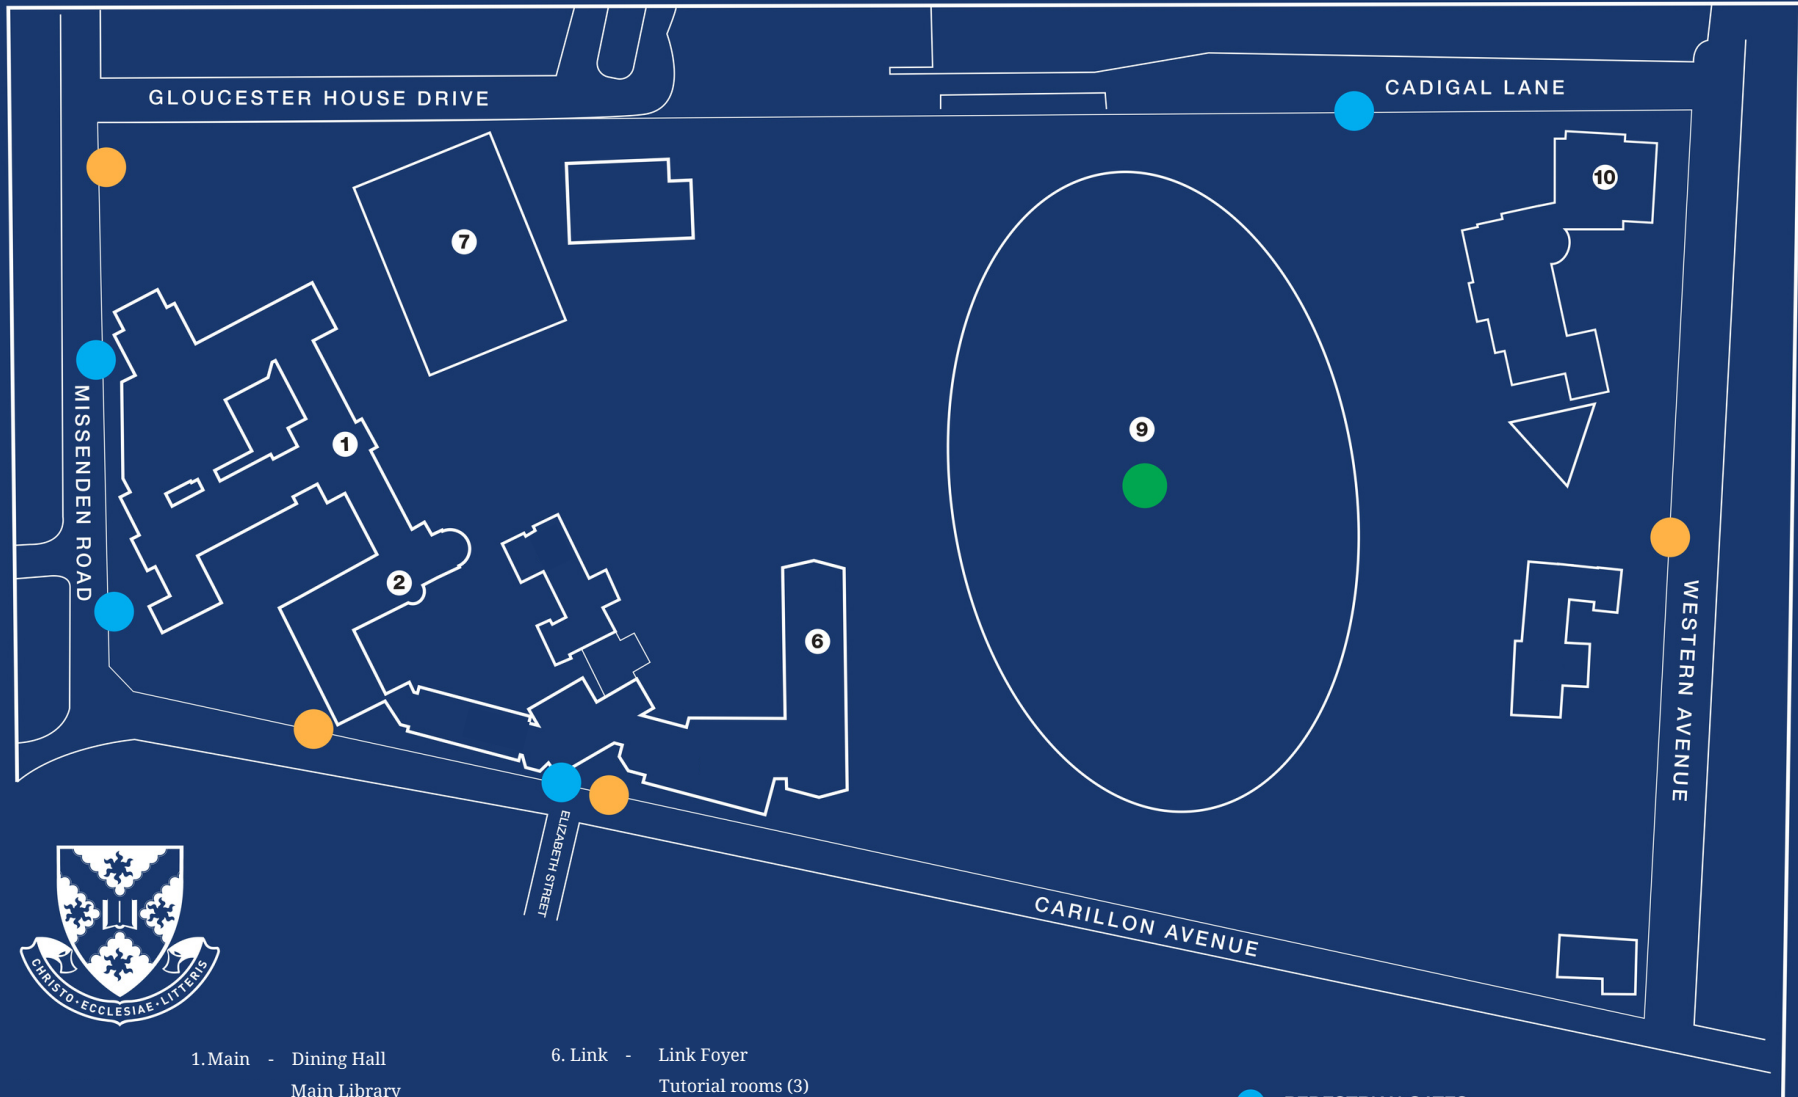 GLOUCESTER HOUSE DRIVE
CADIGAL LANE
10
7
9
1
MISSENDEN ROAD
2
6
WESTERN AVENUE
ELIZABETH STREET
CARILLON AVENUE
CHRISTO·ECCLESIAE·LITTERIS
1. Main - Dining Hall
Main Library
6. Link - Link Foyer
Tutorial rooms (3)